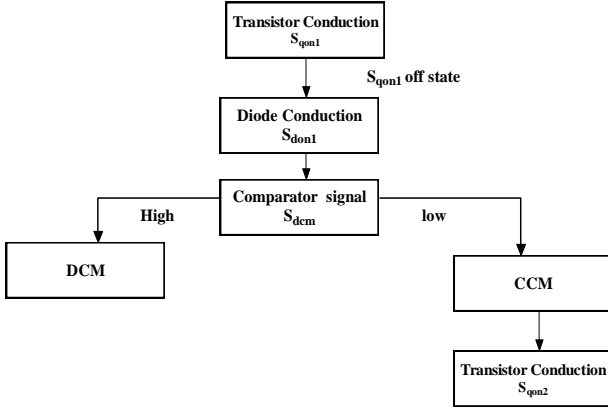 Transistor Conduction
Sqon1
Sqon1 off state
Diode Conduction
Sdon1
Comparator signal
Sdcm
High
low
DCM
CCM
Transistor Conduction
Sqon2